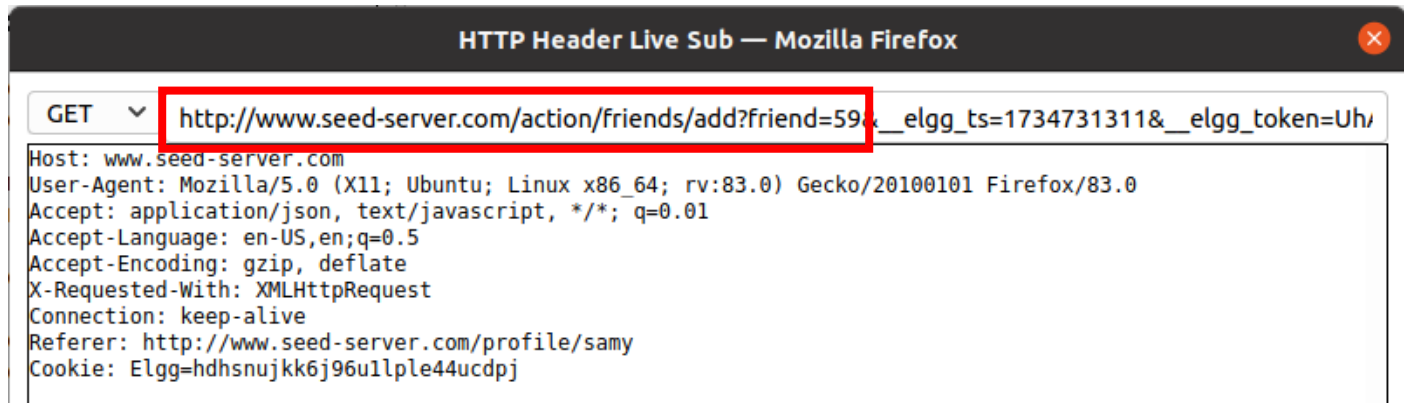 HTTP Header Live Sub — Mozilla Firefox
GET http://www.seed-server.com/action/friends/add?friend=59&__elgg_ts=1734731311&__elgg_token=Uh
Host: www.seed-server.com
User-Agent: Mozilla/5.0 (X11; Ubuntu; Linux x86_64; rv:83.0) Gecko/20100101 Firefox/83.0
Accept: application/json, text/javascript, */*; q=0.01
Accept-Language: en-US,en;q=0.5
Accept-Encoding: gzip, deflate
X-Requested-With: XMLHttpRequest
Connection: keep-alive
Referer: http://www.seed-server.com/profile/samy
Cookie: Elgg=hdhsnujkk6j96u1lple44ucdpj